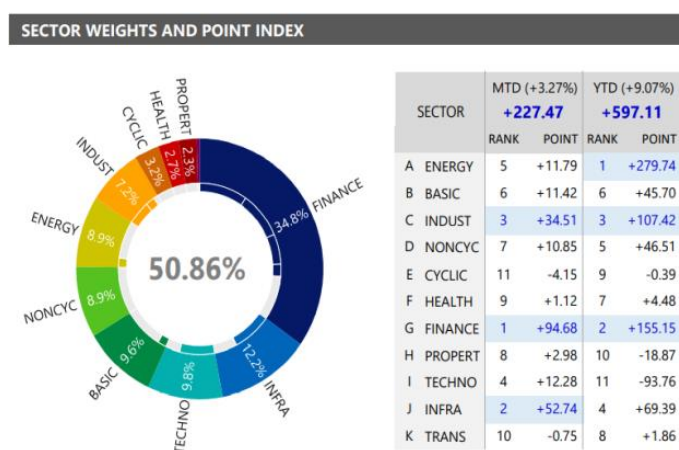 SECTOR WEIGHTS AND POINT INDEX
PROPERT 2.3%
HEALTH 2.7%
CYCLIC 3.2%
INDUST 7.2%
ENERGY 8.9%
NONCYC 8.9%
BASIC 9.6%
TECHNO 9.8%
INFRA 12.2%
FINANCE 34.8%
50.86%
SECTOR MTD (+3.27%) YTD (+9.07%)
+227.47 +597.11
RANK POINT RANK POINT
A ENERGY 5 +11.79 1 +279.74
B BASIC 6 +11.42 6 +45.70
C INDUST 3 +34.51 3 +107.42
D NONCYC 7 +10.85 5 +46.51
E CYCLIC 11 -4.15 9 -0.39
F HEALTH 9 +1.12 7 +4.48
G FINANCE 1 +94.68 2 +155.15
H PROPERT 8 +2.98 10 -18.87
I TECHNO 4 +12.28 11 -93.76
J INFRA 2 +52.74 4 +69.39
K TRANS 10 -0.75 8 +1.86